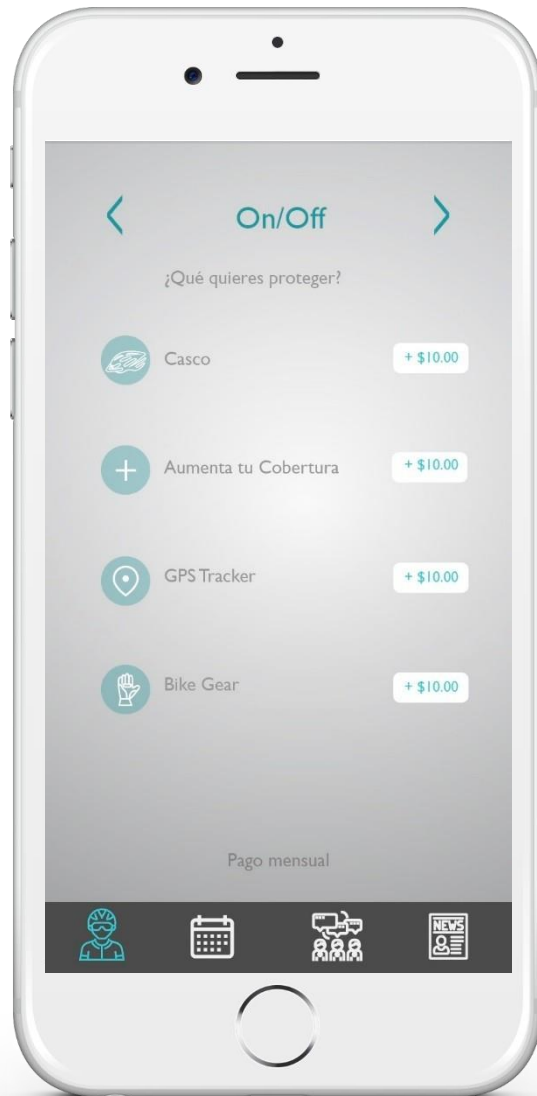 On/Off
¿Qué quieres proteger?
Casco
+ $10.00
Aumenta tu Cobertura
+ $10.00
GPS Tracker
+ $10.00
Bike Gear
+ $10.00
Pago mensual
NEWS